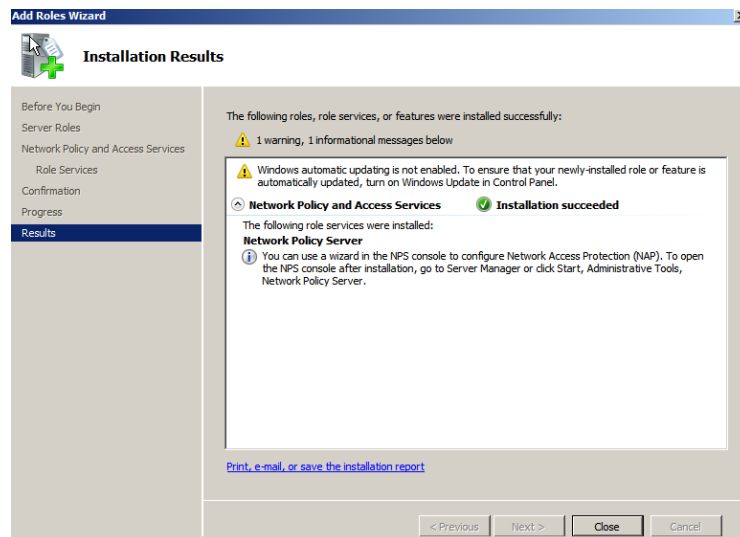 Add Roles Wizard
Installation Results
Before You Begin
Server Roles
Network Policy and Access Services
Role Services
Confirmation
Progress
Results
The following roles, role services, or features were installed successfully:
1 warning, 1 informational messages below
Windows automatic updating is not enabled. To ensure that your newly-installed role or feature is
automatically updated, turn on Windows Update in Control Panel.
Network Policy and Access Services Installation succeeded
The following role services were installed:
Network Policy Server
You can use a wizard in the NPS console to configure Network Access Protection (NAP). To open
the NPS console after installation, go to Server Manager or click Start, Administrative Tools,
Network Policy Server.
Print, e-mail, or save the installation report
< Previous Next > Close Cancel